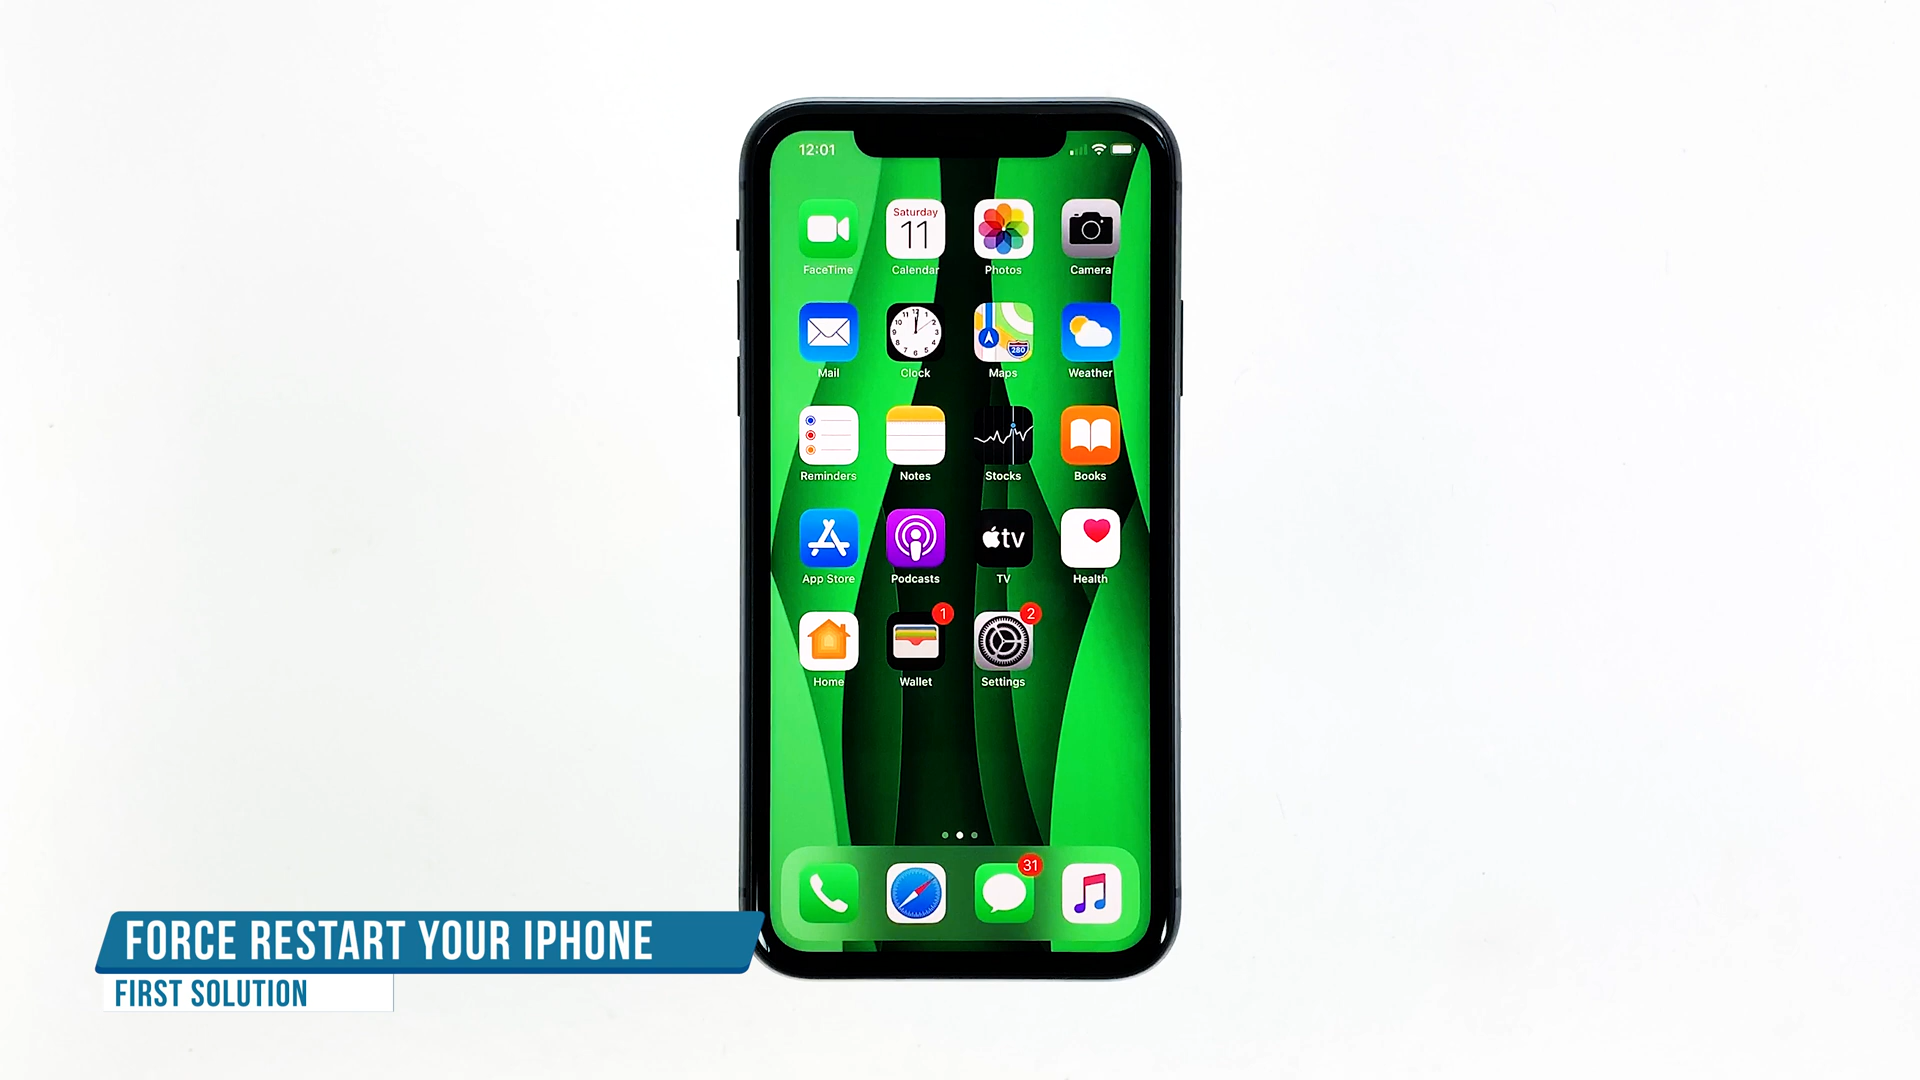 12:01
Saturday
11
FaceTime
Calendar
Photos
Camera
280
Mail
Clock
Maps
Weather
Reminders
Notes
Stocks
Books
tv
App Store
Podcasts
TV
Health
1
2
Home
Wallet
Settings
31
FORCE RESTART YOUR IPHONE
FIRST SOLUTION